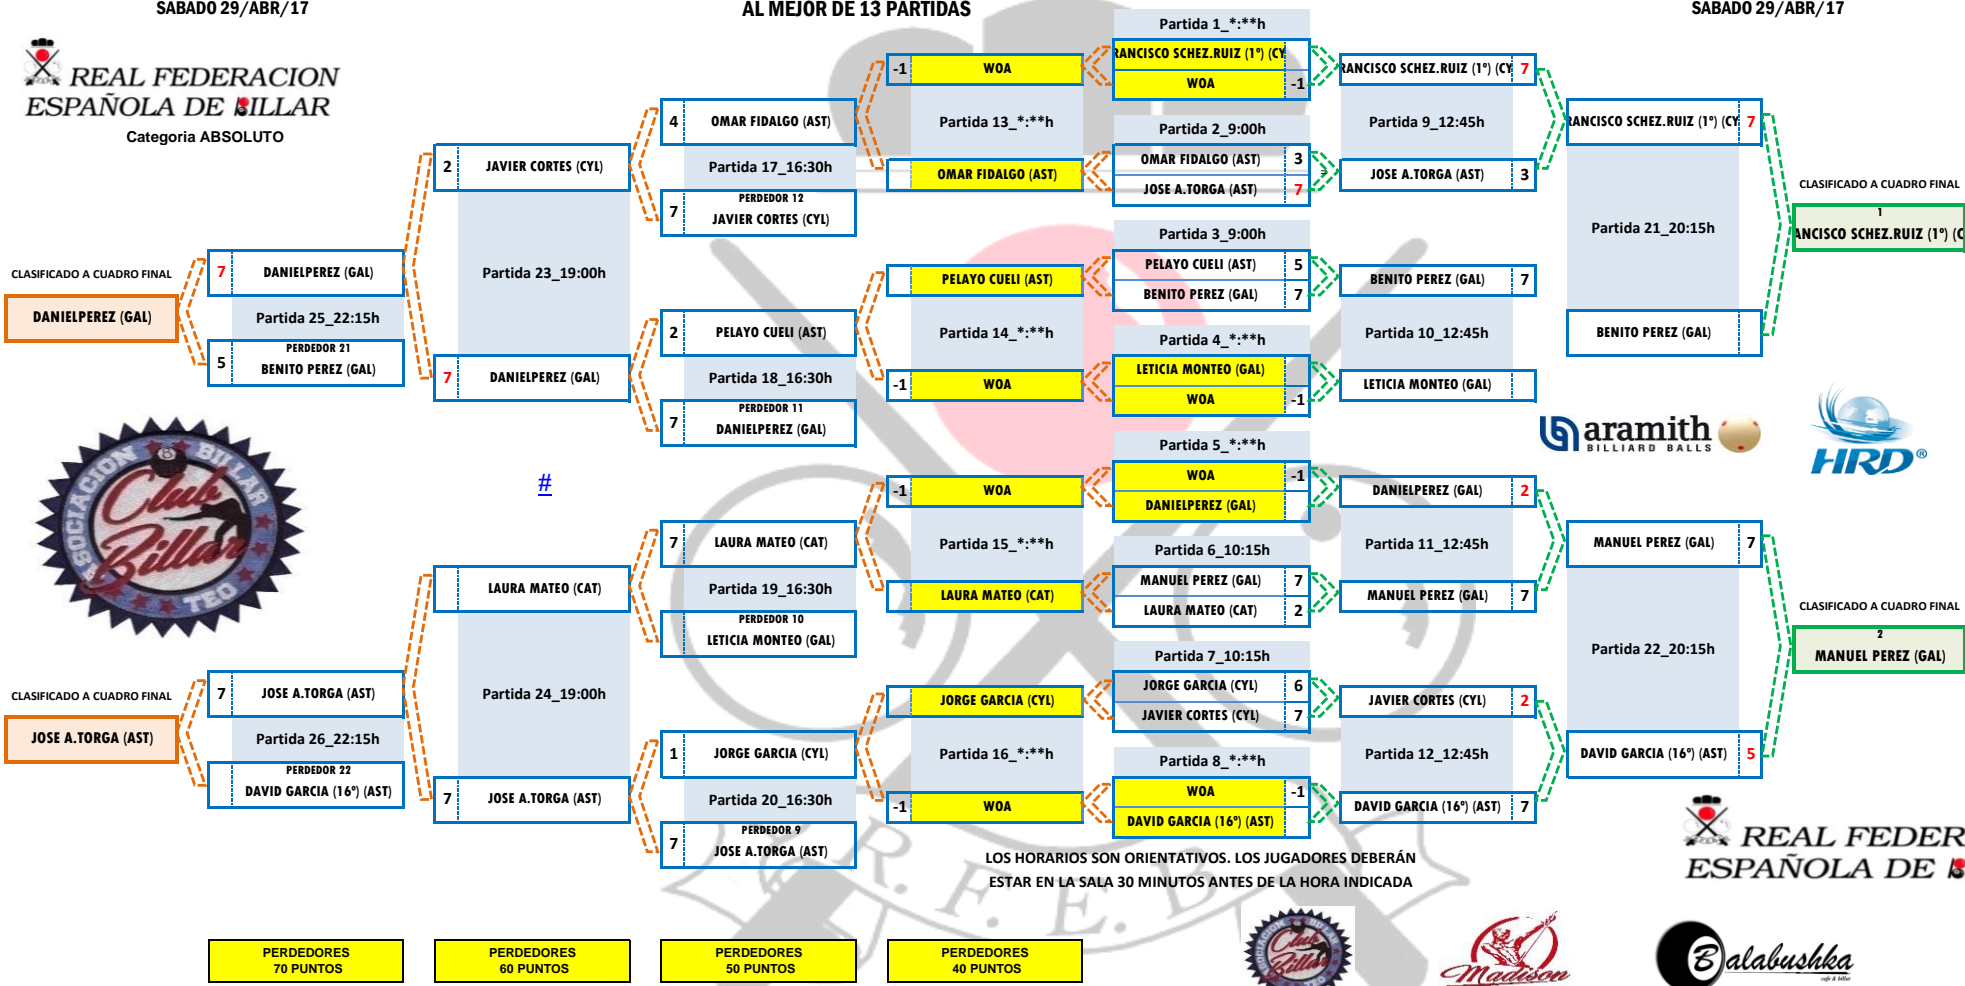 SABADO 29/ABR/17
AL MEJOR DE 13 PARTIDAS
SABADO 29/ABR/17
REAL FEDERACION
ESPAÑOLA DE BILLAR
Categoria ABSOLUTO
CLASIFICADO A CUADRO FINAL
DANIELPEREZ (GAL)
CLASIFICADO A CUADRO FINAL
JOSE A.TORGA (AST)
7 DANIELPEREZ (GAL)
Partida 25_22:15h
PERDEDOR 21
5 BENITO PEREZ (GAL)
7 JOSE A.TORGA (AST)
Partida 26_22:15h
PERDEDOR 22
DAVID GARCIA (16º) (AST)
2 JAVIER CORTES (CYL)
Partida 23_19:00h
7 DANIELPEREZ (GAL)
#
LAURA MATEO (CAT)
Partida 24_19:00h
7 JOSE A.TORGA (AST)
4 OMAR FIDALGO (AST)
Partida 17_16:30h
PERDEDOR 12
7 JAVIER CORTES (CYL)
2 PELAYO CUELI (AST)
Partida 18_16:30h
PERDEDOR 11
7 DANIELPEREZ (GAL)
7 LAURA MATEO (CAT)
Partida 19_16:30h
PERDEDOR 10
LETICIA MONTEO (GAL)
1 JORGE GARCIA (CYL)
Partida 20_16:30h
PERDEDOR 9
7 JOSE A.TORGA (AST)
-1 WOA
Partida 13_*:**h
OMAR FIDALGO (AST)
PELAYO CUELI (AST)
Partida 14_*:**h
-1 WOA
-1 WOA
Partida 15_*:**h
LAURA MATEO (CAT)
JORGE GARCIA (CYL)
Partida 16_*:**h
-1 WOA
Partida 1_*:**h
RANCISCO SCHEZ.RUIZ (1º) (CY
WOA -1
Partida 2_9:00h
OMAR FIDALGO (AST) 3
JOSE A.TORGA (AST) 7
Partida 3_9:00h
PELAYO CUELI (AST) 5
BENITO PEREZ (GAL) 7
Partida 4_*:**h
LETICIA MONTEO (GAL)
WOA -1
Partida 5_*:**h
WOA -1
DANIELPEREZ (GAL)
Partida 6_10:15h
MANUEL PEREZ (GAL) 7
LAURA MATEO (CAT) 2
Partida 7_10:15h
JORGE GARCIA (CYL) 6
JAVIER CORTES (CYL) 7
Partida 8_*:**h
WOA -1
DAVID GARCIA (16º) (AST)
RANCISCO SCHEZ.RUIZ (1º) (CY 7
Partida 9_12:45h
JOSE A.TORGA (AST) 3
BENITO PEREZ (GAL) 7
Partida 10_12:45h
LETICIA MONTEO (GAL)
DANIELPEREZ (GAL) 2
Partida 11_12:45h
MANUEL PEREZ (GAL) 7
JAVIER CORTES (CYL) 2
Partida 12_12:45h
DAVID GARCIA (16º) (AST) 7
RANCISCO SCHEZ.RUIZ (1º) (CY 7
Partida 21_20:15h
BENITO PEREZ (GAL)
MANUEL PEREZ (GAL) 7
Partida 22_20:15h
DAVID GARCIA (16º) (AST) 5
CLASIFICADO A CUADRO FINAL
1
ANCISCO SCHEZ.RUIZ (1º) (C
CLASIFICADO A CUADRO FINAL
2
MANUEL PEREZ (GAL)
aramith
BILLIARD BALLS
HRD®
ASOCIACION BILLAR
Club
Billar
TEO
LOS HORARIOS SON ORIENTATIVOS. LOS JUGADORES DEBERÁN
ESTAR EN LA SALA 30 MINUTOS ANTES DE LA HORA INDICADA
R.F.E.B.
REAL FEDER
ESPAÑOLA DE B
PERDEDORES
70 PUNTOS
PERDEDORES
60 PUNTOS
PERDEDORES
50 PUNTOS
PERDEDORES
40 PUNTOS
Club
Billar
Madison
Balabushka
cafe & billar